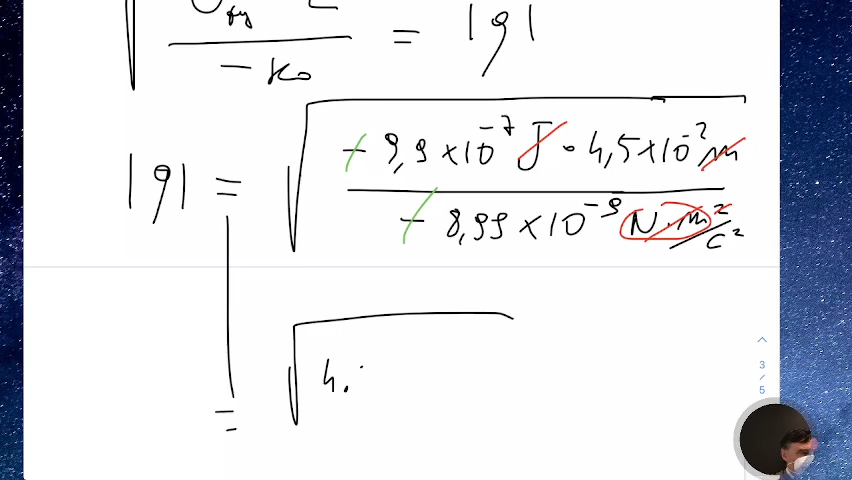 = |q|
- K₀
|q| = √
- 9,9 × 10⁻⁷ J · 4,5 × 10⁻² m
- 8,99 × 10⁻⁹ N · m² / C²
= √ 4.
3
/
5